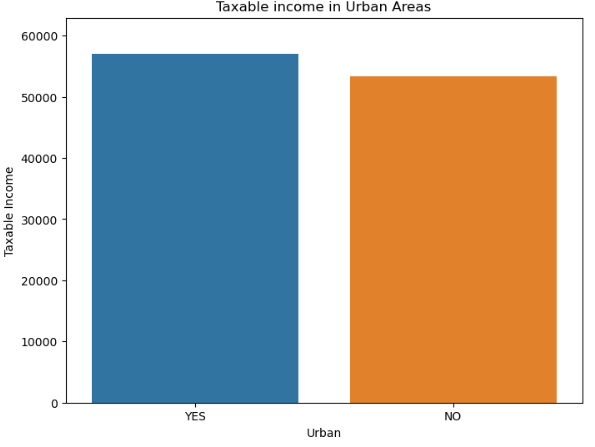 Taxable income in Urban Areas
60000
50000
40000
30000
20000
10000
0
Taxable Income
YES
NO
Urban